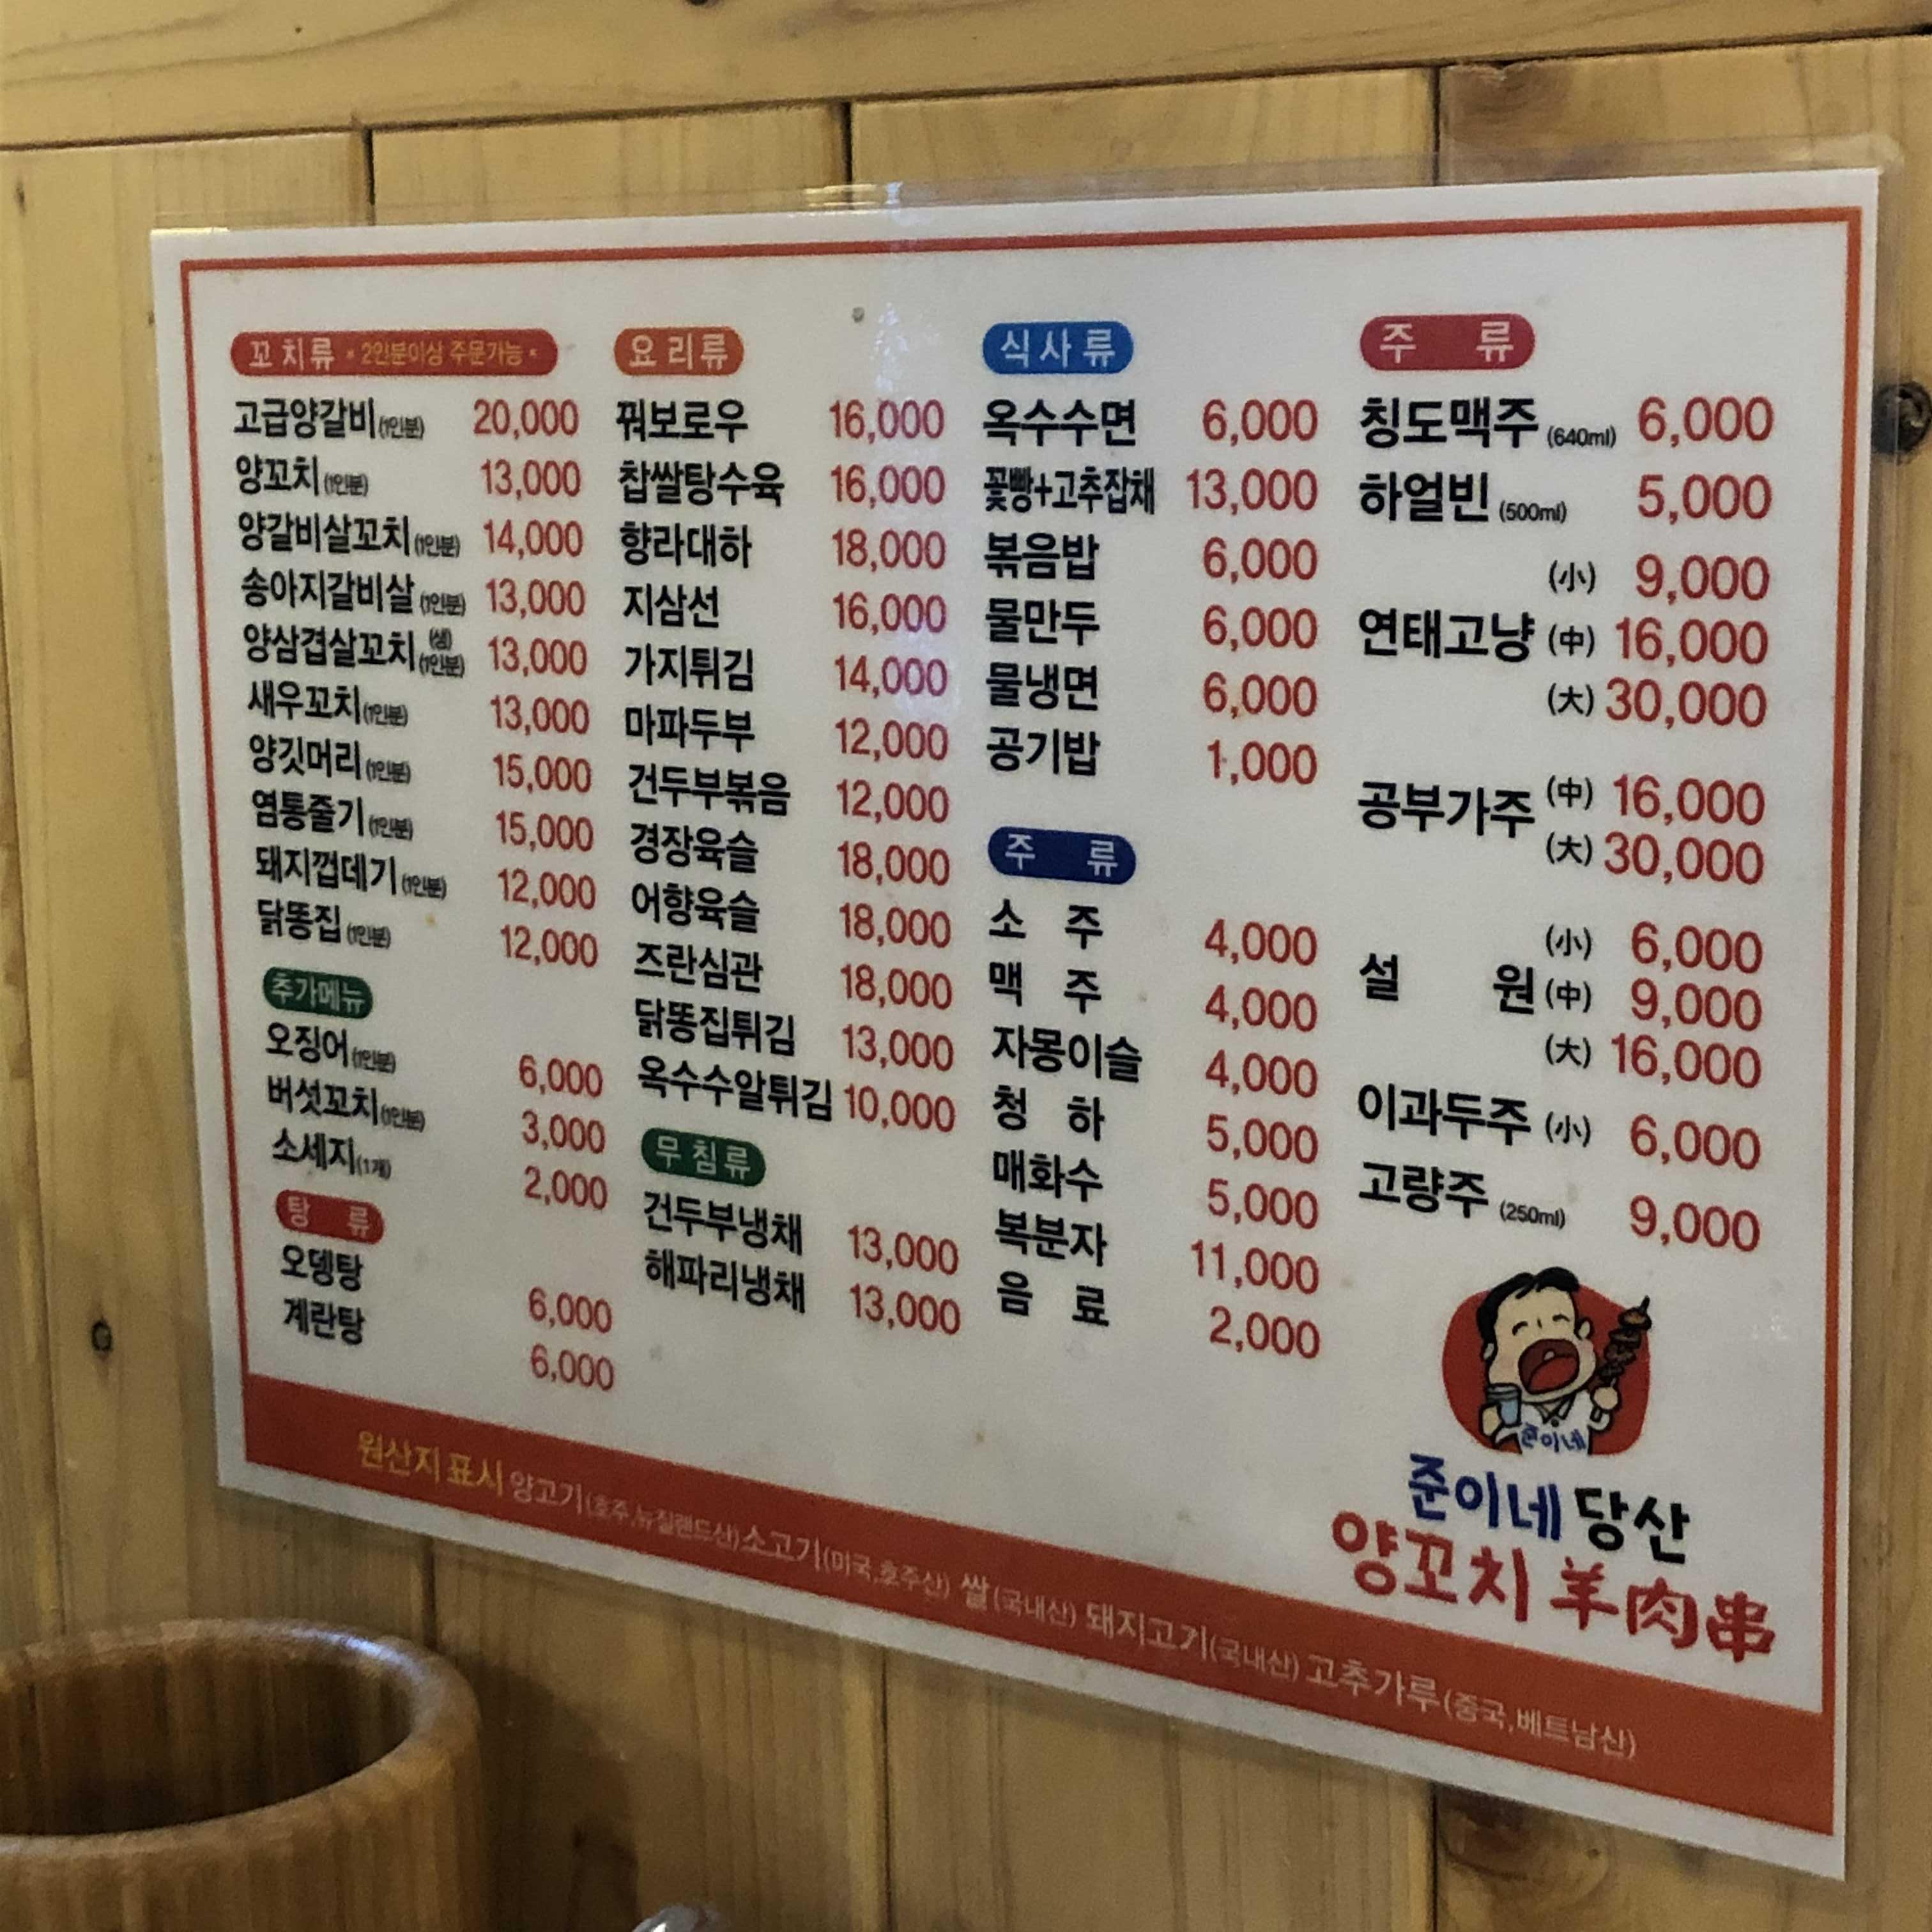 꼬치류 * 2인분이상 주문가능 *
고급양갈비(1인분) 20,000
양꼬치(1인분) 13,000
양갈비살꼬치(1인분) 14,000
송아지갈비살(1인분) 13,000
양삼겹살꼬치(생)(1인분) 13,000
새우꼬치(1인분) 13,000
양깃머리(1인분) 15,000
염통줄기(1인분) 15,000
돼지껍데기(1인분) 12,000
닭똥집(1인분) 12,000
추가메뉴
오징어(1인분) 6,000
버섯꼬치(1인분) 3,000
소세지(1개) 2,000
탕 류
오뎅탕 6,000
계란탕 6,000
요리류
꿔보로우 16,000
찹쌀탕수육 16,000
향라대하 18,000
지삼선 16,000
가지튀김 14,000
마파두부 12,000
건두부볶음 12,000
경장육슬 18,000
어향육슬 18,000
즈란심관 18,000
닭똥집튀김 13,000
옥수수알튀김 10,000
무침류
건두부냉채 13,000
해파리냉채 13,000
식사류
옥수수면 6,000
꽃빵+고추잡채 13,000
볶음밥 6,000
물만두 6,000
물냉면 6,000
공기밥 1,000
주 류
소 주 4,000
맥 주 4,000
자몽이슬 4,000
청 하 5,000
매화수 5,000
복분자 11,000
음 료 2,000
주 류
칭도맥주 (640ml) 6,000
하얼빈 (500ml) 5,000
(小) 9,000
연태고냥 (中) 16,000
(大) 30,000
공부가주 (中) 16,000
(大) 30,000
(小) 6,000
설 원 (中) 9,000
(大) 16,000
이과두주 (小) 6,000
고량주 (250ml) 9,000
준이네
준이네 당산
양꼬치 羊肉串
원산지 표시 양고기(호주,뉴질랜드산) 소고기(미국,호주산) 쌀(국내산) 돼지고기(국내산) 고추가루(중국,베트남산)